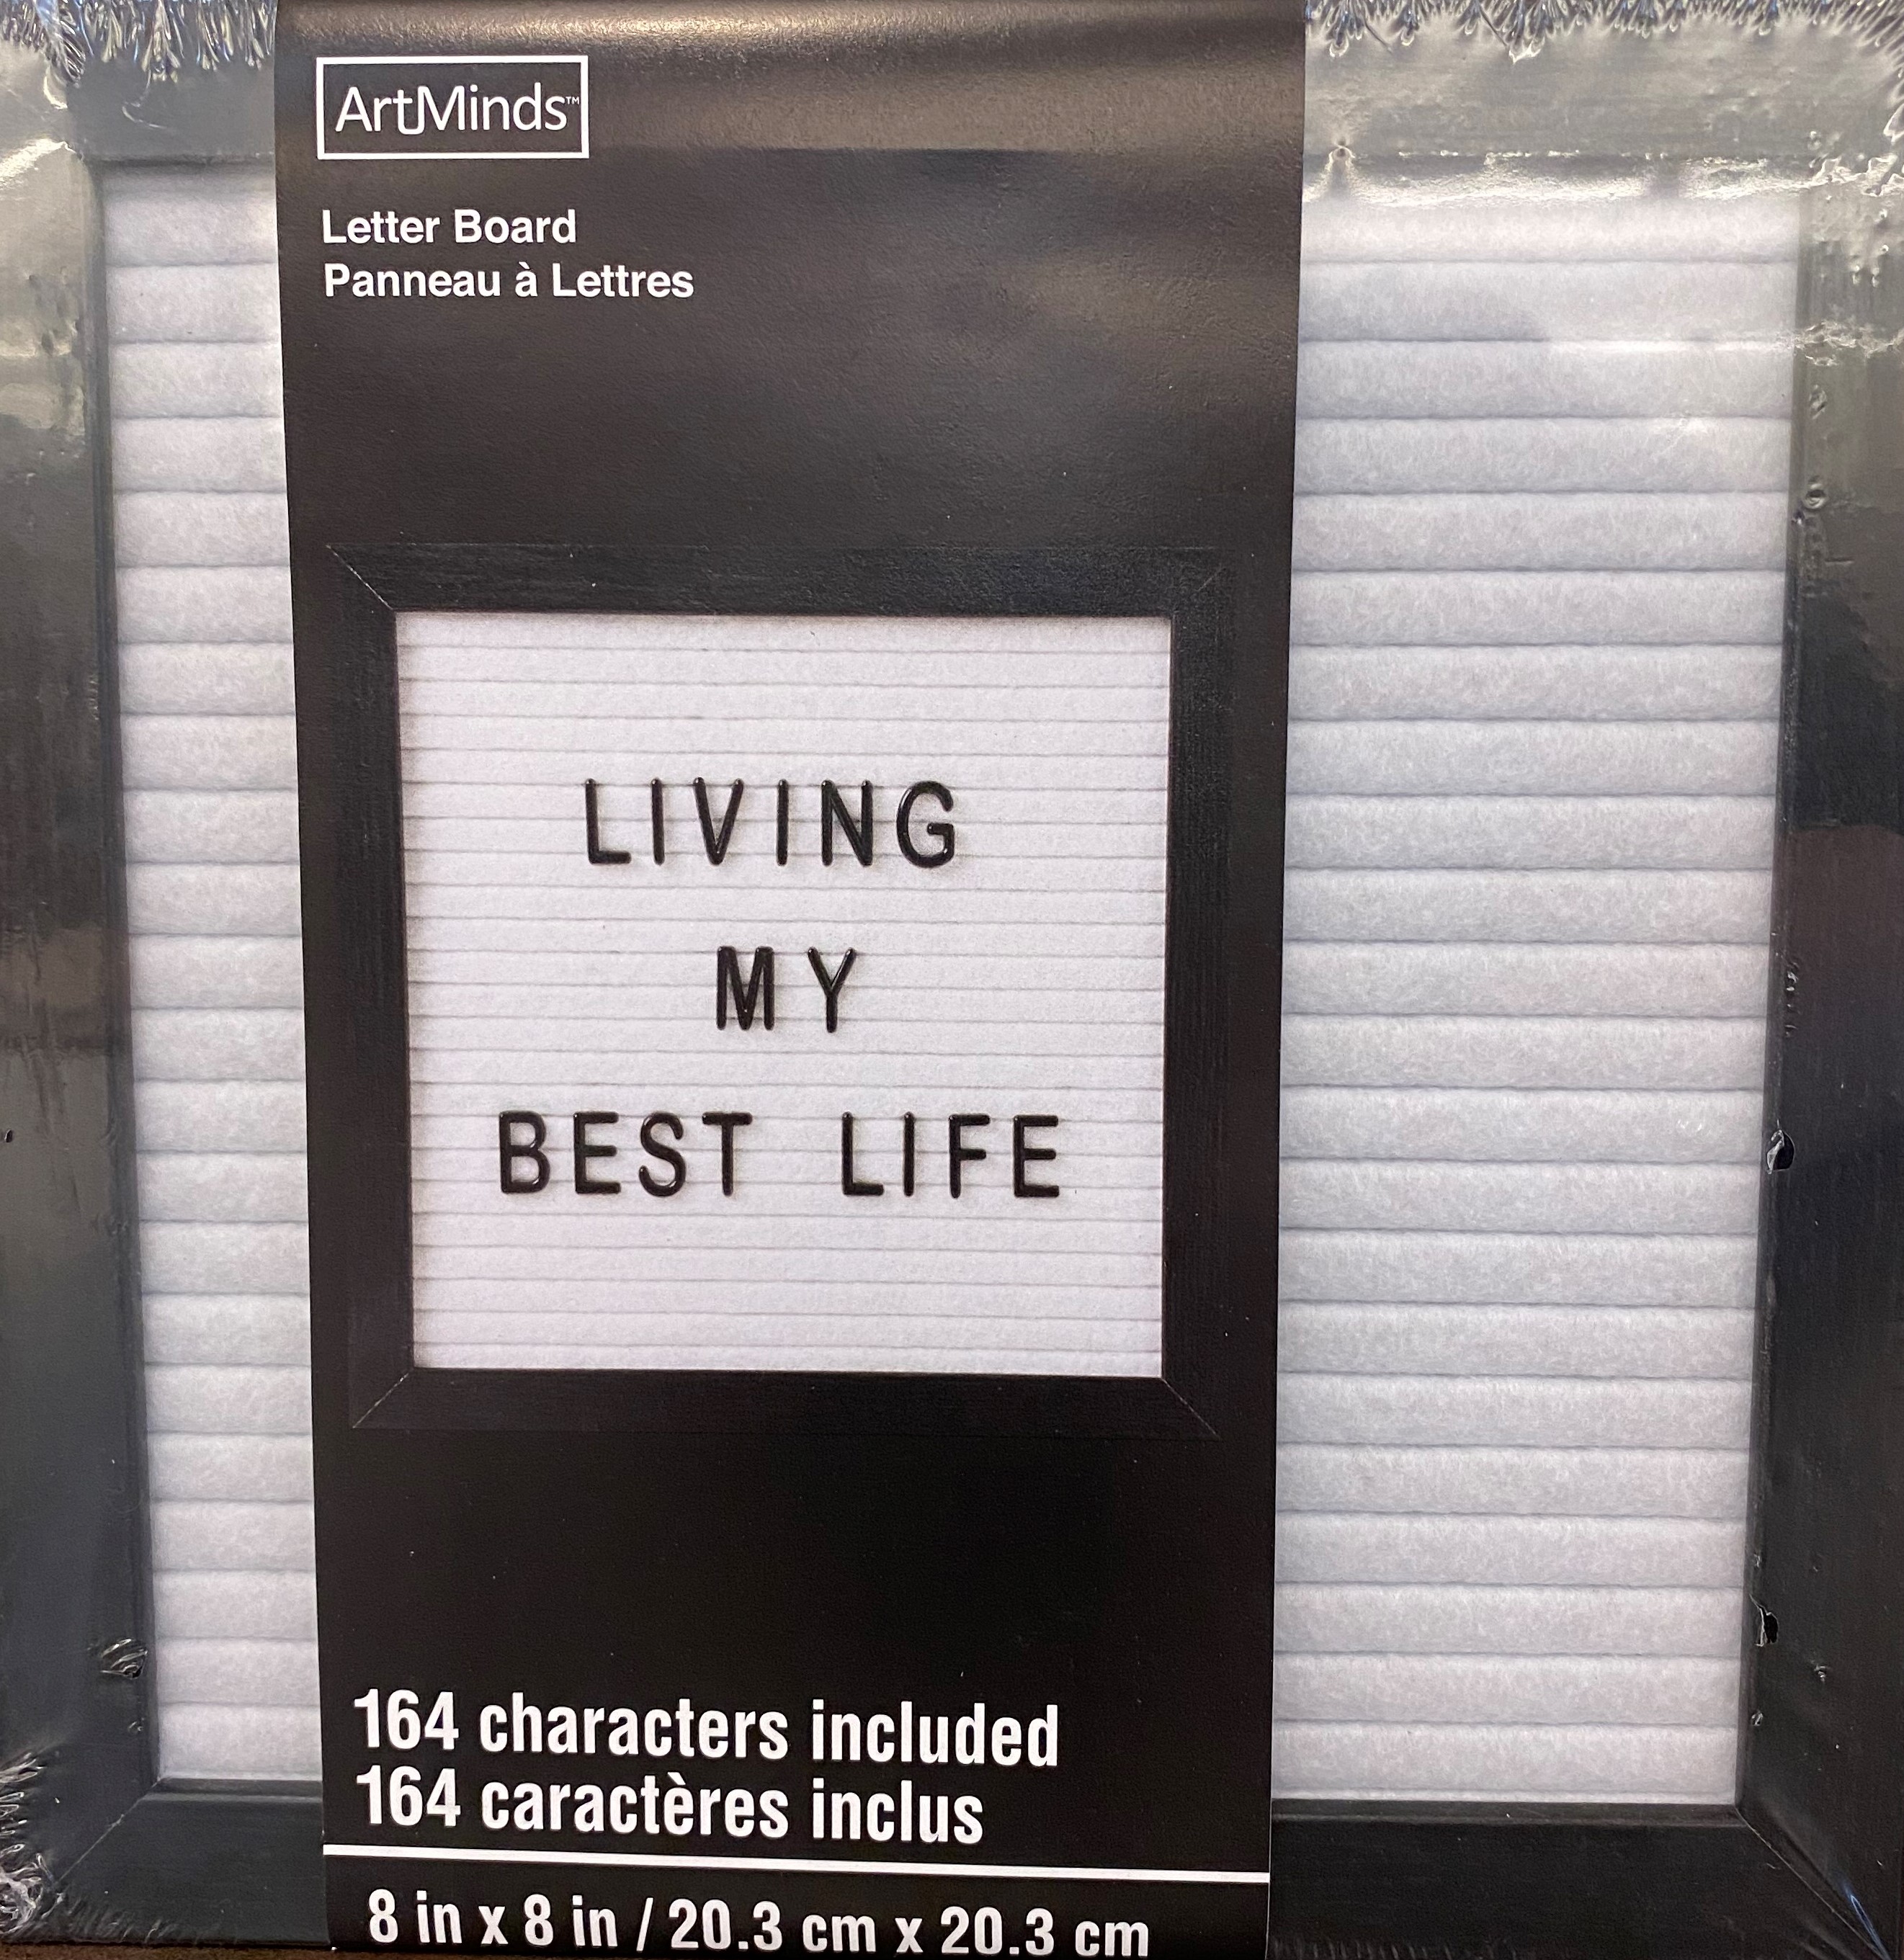 ArtMinds™
Letter Board
Panneau à Lettres
LIVING
MY
BEST LIFE
164 characters included
164 caractères inclus
8 in x 8 in / 20.3 cm x 20.3 cm